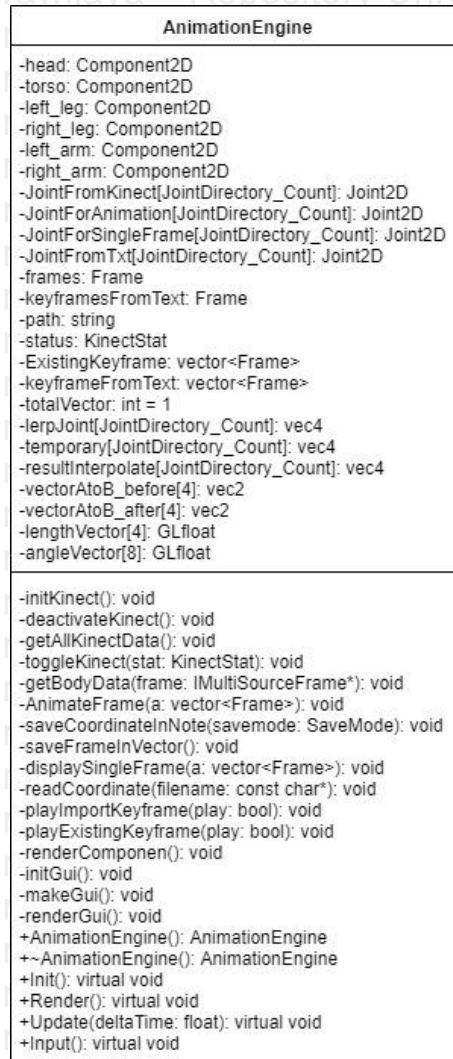 AnimationEngine
-head: Component2D
-torso: Component2D
-left_leg: Component2D
-right_leg: Component2D
-left_arm: Component2D
-right_arm: Component2D
-JointFromKinect[JointDirectory_Count]: Joint2D
-JointForAnimation[JointDirectory_Count]: Joint2D
-JointForSingleFrame[JointDirectory_Count]: Joint2D
-JointFromTxt[JointDirectory_Count]: Joint2D
-frames: Frame
-keyframesFromText: Frame
-path: string
-status: KinectStat
-ExistingKeyframe: vector<Frame>
-keyframeFromText: vector<Frame>
-totalVector: int = 1
-lerpJoint[JointDirectory_Count]: vec4
-temporary[JointDirectory_Count]: vec4
-resultInterpolate[JointDirectory_Count]: vec4
-vectorAtoB_before[4]: vec2
-vectorAtoB_after[4]: vec2
-lengthVector[4]: GLfloat
-angleVector[8]: GLfloat
-initKinect(): void
-deactivateKinect(): void
-getAllKinectData(): void
-toggleKinect(stat: KinectStat): void
-getBodyData(frame: IMultiSourceFrame*): void
-AnimateFrame(a: vector<Frame>): void
-saveCoordinateInNote(savemode: SaveMode): void
-saveFrameInVector(): void
-displaySingleFrame(a: vector<Frame>): void
-readCoordinate(filename: const char*): void
-playImportKeyframe(play: bool): void
-playExistingKeyframe(play: bool): void
-renderComponen(): void
-initGui(): void
-makeGui(): void
-renderGui(): void
+AnimationEngine(): AnimationEngine
+~AnimationEngine(): AnimationEngine
+Init(): virtual void
+Render(): virtual void
+Update(deltaTime: float): virtual void
+Input(): virtual void